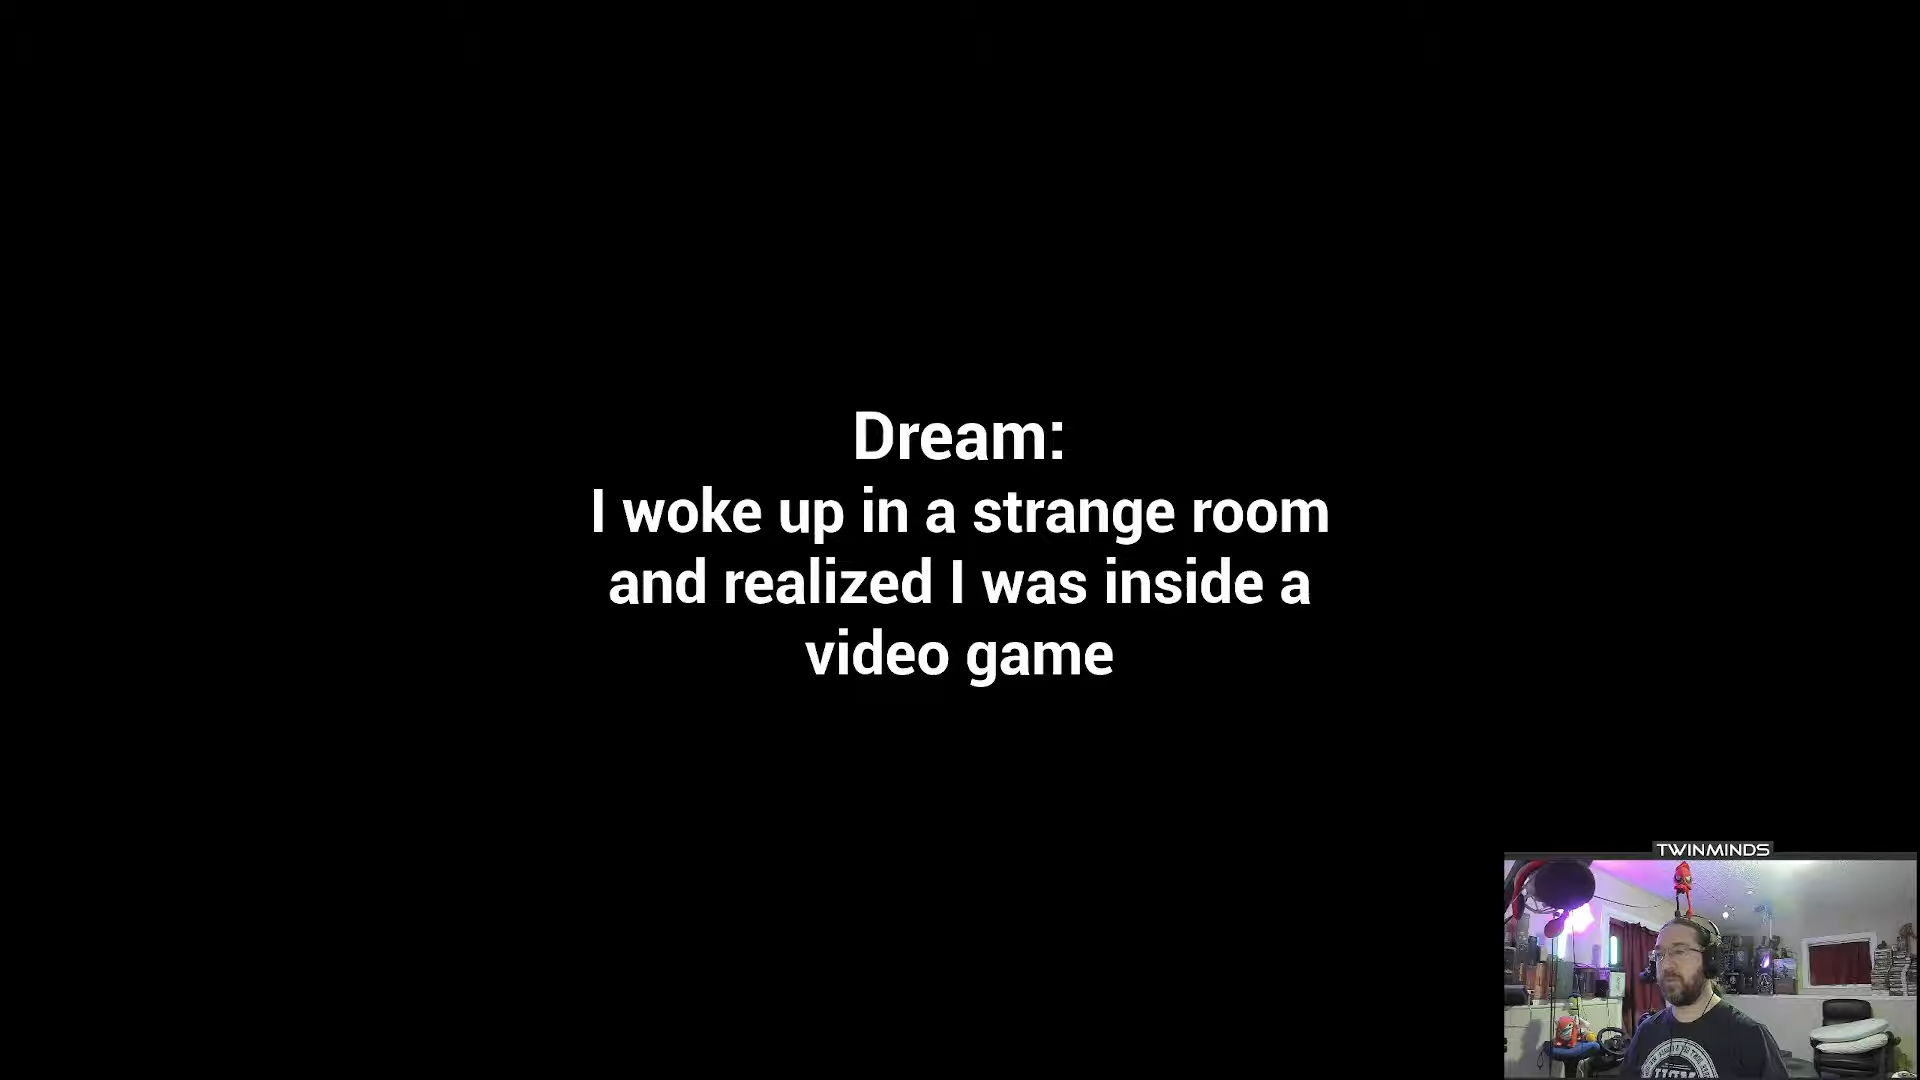 Dream:
I woke up in a strange room
and realized I was inside a
video game
TWINMINDS